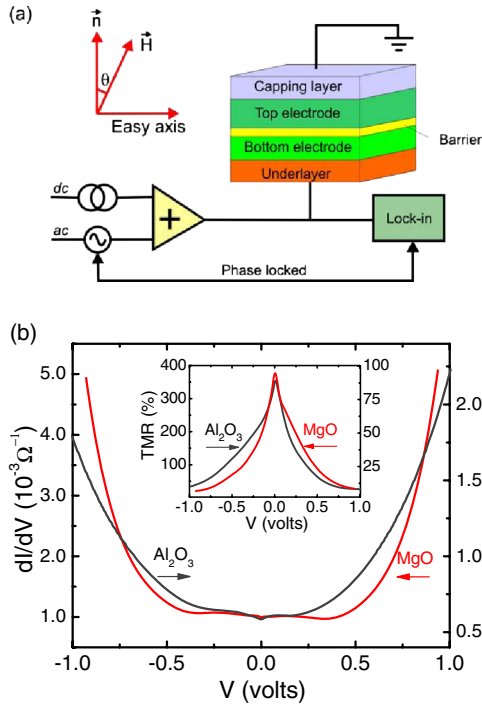 (a)
n
H
θ
Easy axis
Capping layer
Top electrode
Barrier
Bottom electrode
Underlayer
dc
ac
+
Lock-in
Phase locked
(b)
5.0
4.0
3.0
2.0
1.0
dI/dV (10⁻³Ω⁻¹)
2.0
1.5
1.0
0.5
400
300
200
100
TMR (%)
100
75
50
25
Al₂O₃
MgO
-1.0 -0.5 0.0 0.5 1.0
V (volts)
Al₂O₃
MgO
-1.0 -0.5 0.0 0.5 1.0
V (volts)